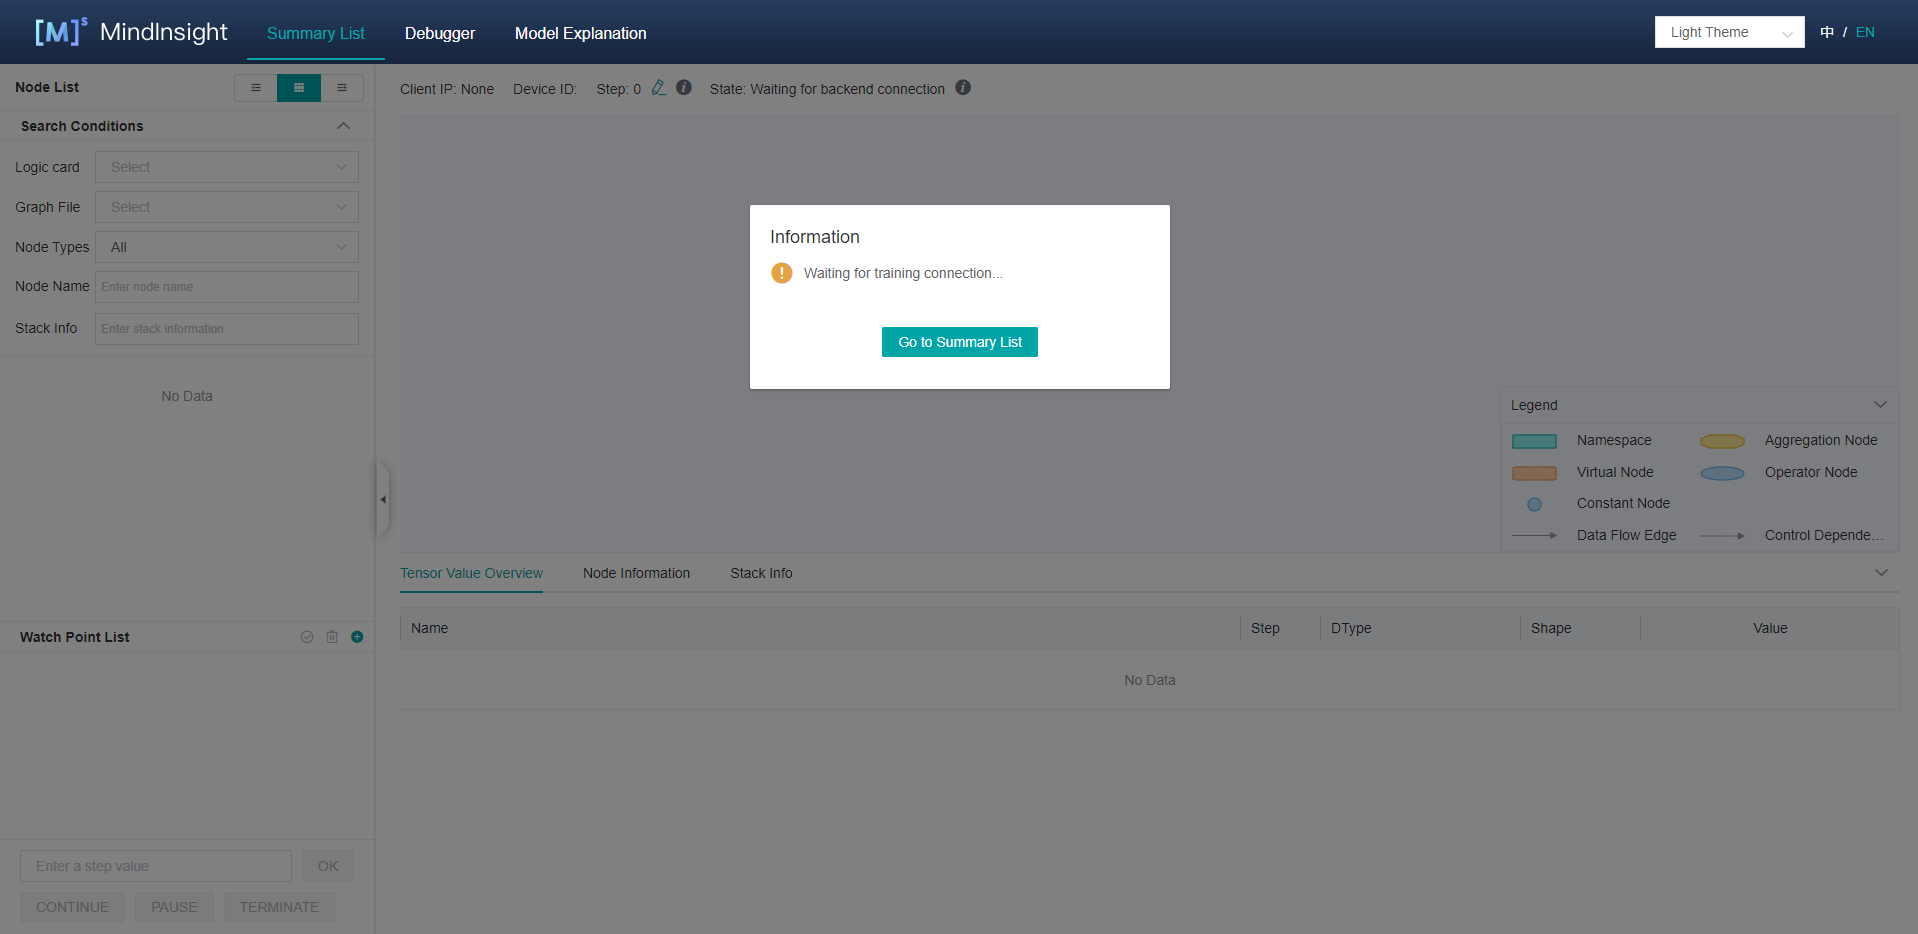 [M]s MindInsight Summary List Debugger Model Explanation Light Theme 中 / EN
Node List
Search Conditions
Logic card Select
Graph File Select
Node Types All
Node Name Enter node name
Stack Info Enter stack information
No Data
Watch Point List
Enter a step value OK
CONTINUE PAUSE TERMINATE
Client IP: None Device ID: Step: 0 State: Waiting for backend connection
Information
Waiting for training connection...
Go to Summary List
Legend
Namespace Aggregation Node
Virtual Node Operator Node
Constant Node
Data Flow Edge Control Depende...
Tensor Value Overview Node Information Stack Info
Name Step DType Shape Value
No Data